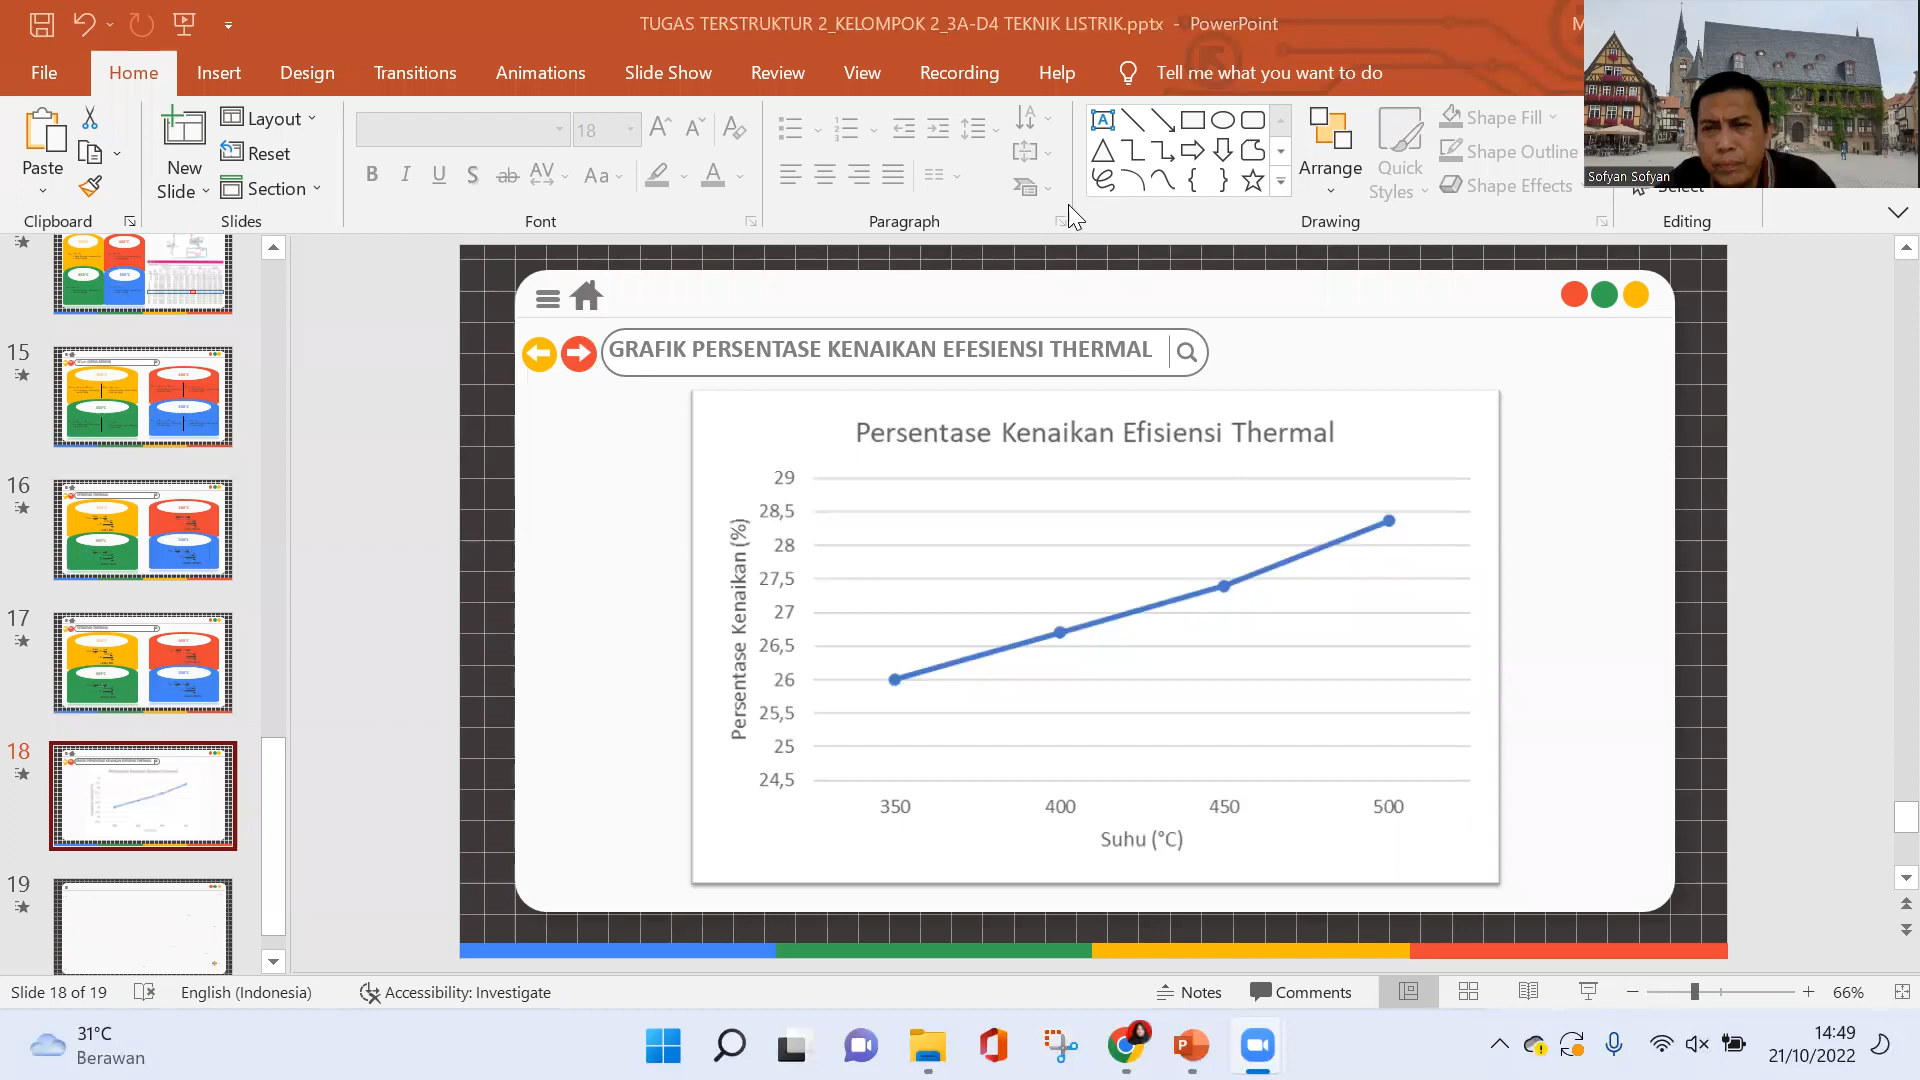 TUGAS TERSTRUKTUR 2_KELOMPOK 2_3A-D4 TEKNIK LISTRIK.pptx - PowerPoint
File Home Insert Design Transitions Animations Slide Show Review View Recording Help Tell me what you want to do
Paste
New Slide
Layout
Reset
Section
18
B I U S ab AV Aa A
A
Arrange
Quick Styles
Shape Fill
Shape Outline
Shape Effects
Select
Sofyan Sofyan
Clipboard Slides Font Paragraph Drawing Editing
15
16
17
18
19
GRAFIK PERSENTASE KENAIKAN EFESIENSI THERMAL
Persentase Kenaikan Efisiensi Thermal
Persentase Kenaikan (%)
29
28,5
28
27,5
27
26,5
26
25,5
25
24,5
350 400 450 500
Suhu (°C)
Slide 18 of 19 English (Indonesia) Accessibility: Investigate Notes Comments 66%
31°C
Berawan
14:49
21/10/2022